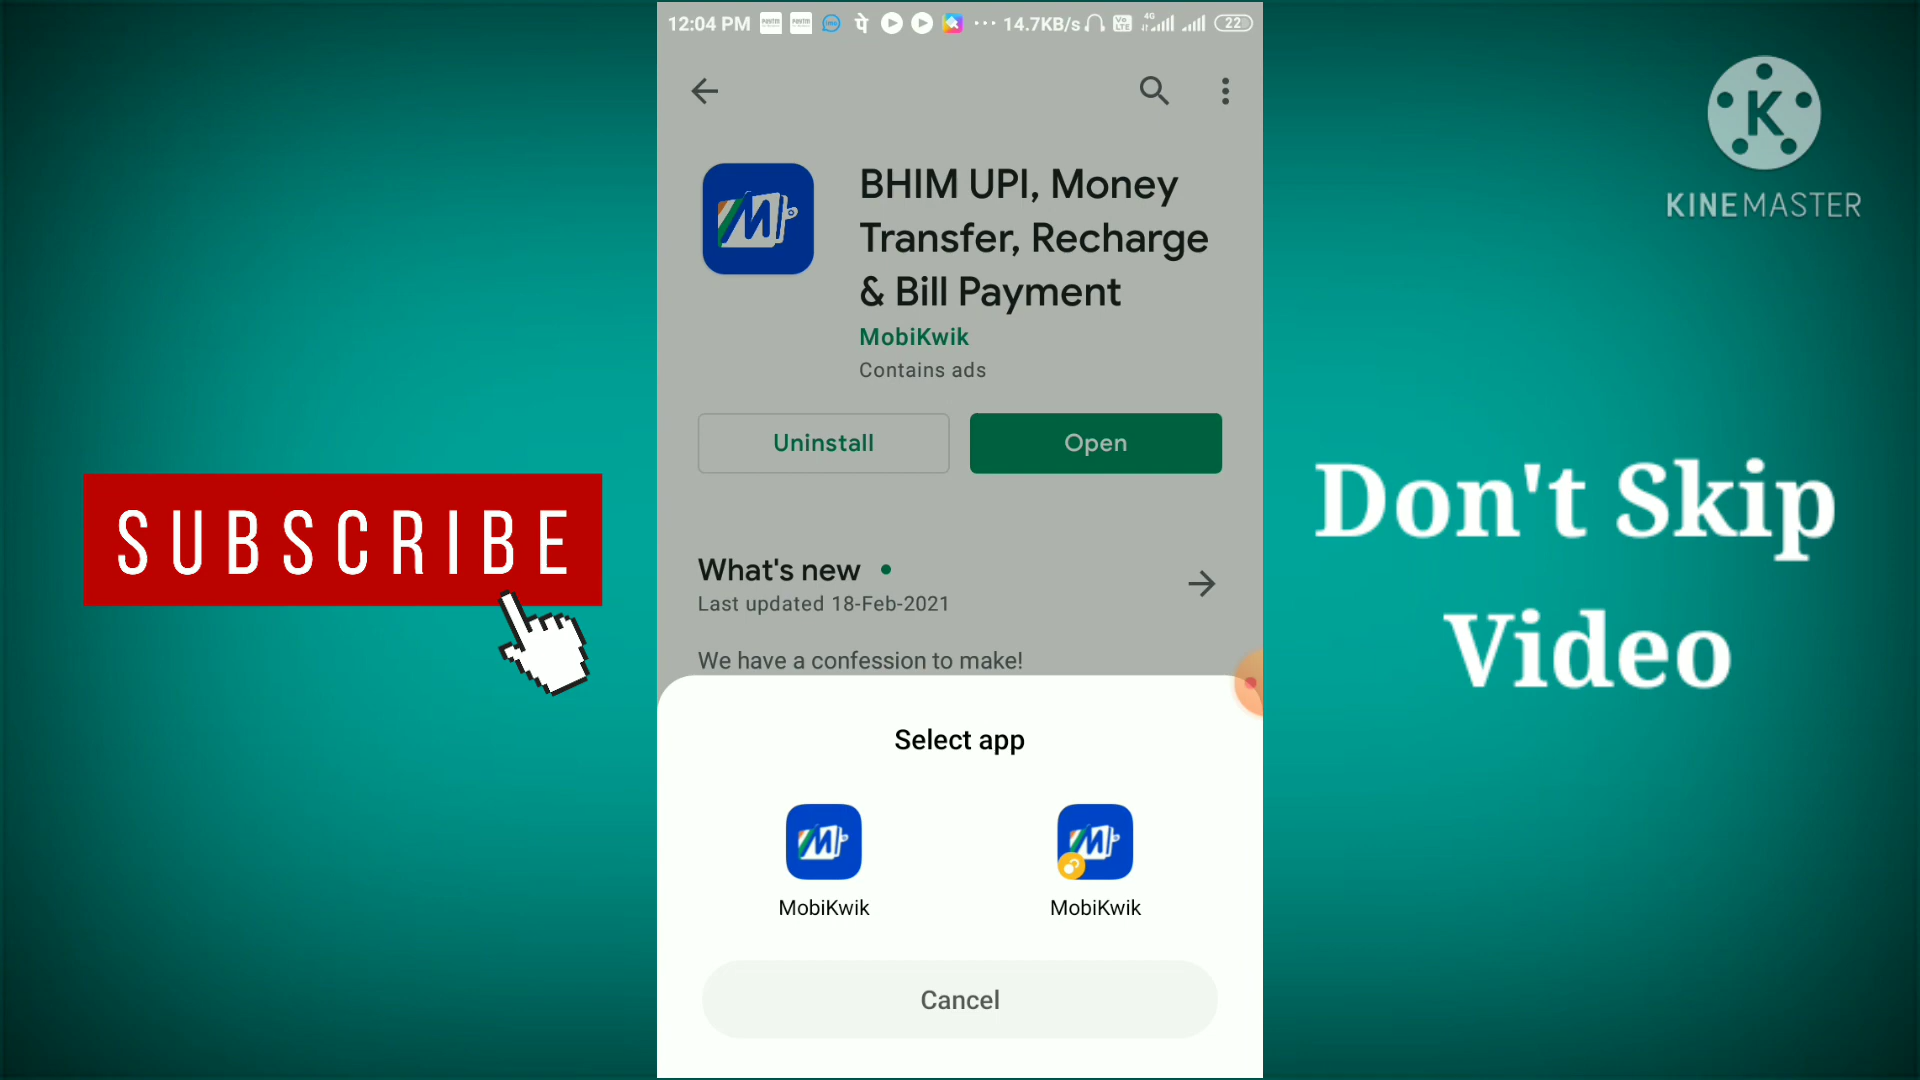 12:04 PM 14.7KB/s 4G 22
BHIM UPI, Money
Transfer, Recharge
& Bill Payment
MobiKwik
Contains ads
Uninstall Open
What's new
Last updated 18-Feb-2021
We have a confession to make!
Select app
MobiKwik MobiKwik
Cancel
SUBSCRIBE
K
KINEMASTER
Don't Skip
Video